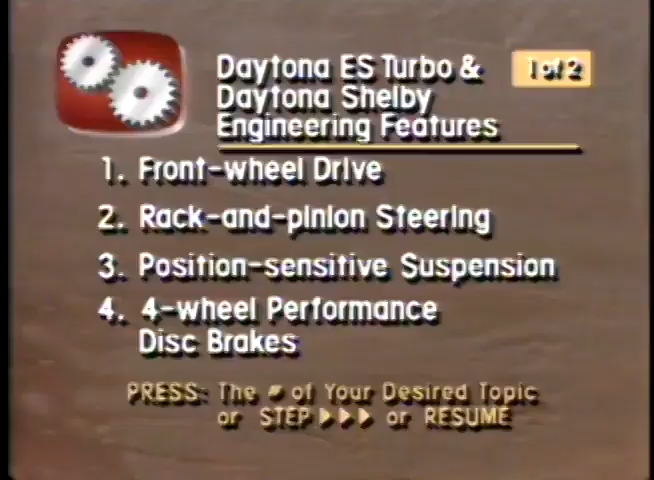 Daytona ES Turbo &
1 of 2
Daytona Shelby
Engineering Features
1. Front-wheel Drive
2. Rack-and-pinion Steering
3. Position-sensitive Suspension
4. 4-wheel Performance
Disc Brakes
PRESS: The # of Your Desired Topic
or STEP ▷▷▷ or RESUME